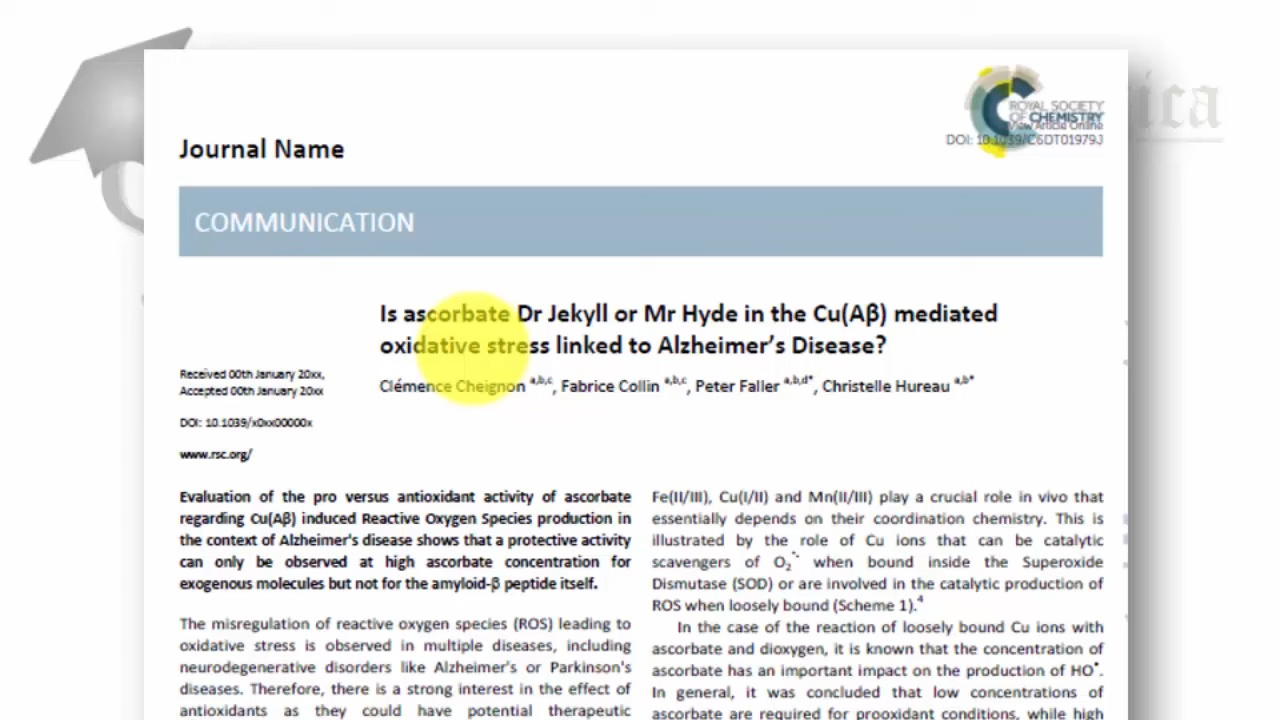 ica
ROYAL SOCIETY
OF CHEMISTRY
View Article Online
DOI: 10.1039/C6DT01979J
Journal Name
COMMUNICATION
Is ascorbate Dr Jekyll or Mr Hyde in the Cu(Aβ) mediated
oxidative stress linked to Alzheimer's Disease?
Clémence Cheignon a,b,c, Fabrice Collin a,b,c, Peter Faller a,b,d*, Christelle Hureau a,b*
Received 00th January 20xx,
Accepted 00th January 20xx
DOI: 10.1039/x0xx00000x
www.rsc.org/
Evaluation of the pro versus antioxidant activity of ascorbate
regarding Cu(Aβ) induced Reactive Oxygen Species production in
the context of Alzheimer's disease shows that a protective activity
can only be observed at high ascorbate concentration for
exogenous molecules but not for the amyloid-β peptide itself.
The misregulation of reactive oxygen species (ROS) leading to
oxidative stress is observed in multiple diseases, including
neurodegenerative disorders like Alzheimer's or Parkinson's
diseases. Therefore, there is a strong interest in the effect of
antioxidants as they could have potential therapeutic
Fe(II/III), Cu(I/II) and Mn(II/III) play a crucial role in vivo that
essentially depends on their coordination chemistry. This is
illustrated by the role of Cu ions that can be catalytic
scavengers of O2•- when bound inside the Superoxide
Dismutase (SOD) or are involved in the catalytic production of
ROS when loosely bound (Scheme 1).4
In the case of the reaction of loosely bound Cu ions with
ascorbate and dioxygen, it is known that the concentration of
ascorbate has an important impact on the production of HO•.
In general, it was concluded that low concentrations of
ascorbate are required for prooxidant conditions, while high